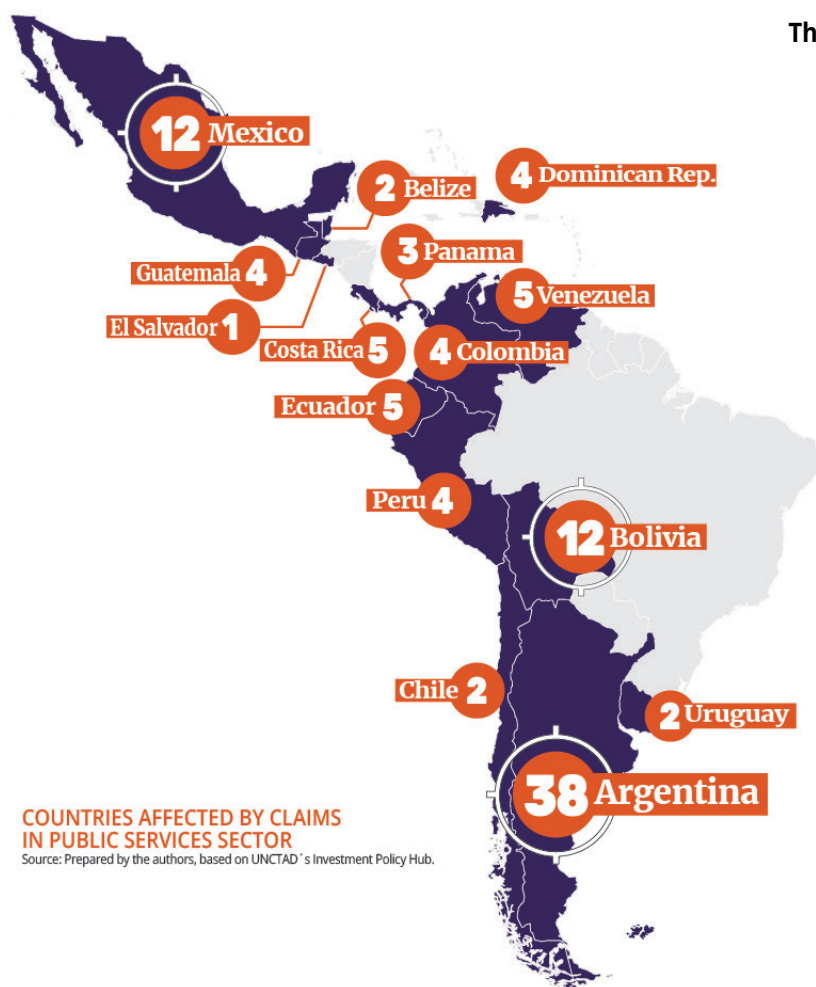 Th
12 Mexico
4 Dominican Rep.
2 Belize
3 Panama
Guatemala 4
5 Venezuela
El Salvador 1
Costa Rica 5
4 Colombia
Ecuador 5
Peru 4
12 Bolivia
Chile 2
2 Uruguay
38 Argentina
COUNTRIES AFFECTED BY CLAIMS
IN PUBLIC SERVICES SECTOR
Source: Prepared by the authors, based on UNCTAD´s Investment Policy Hub.